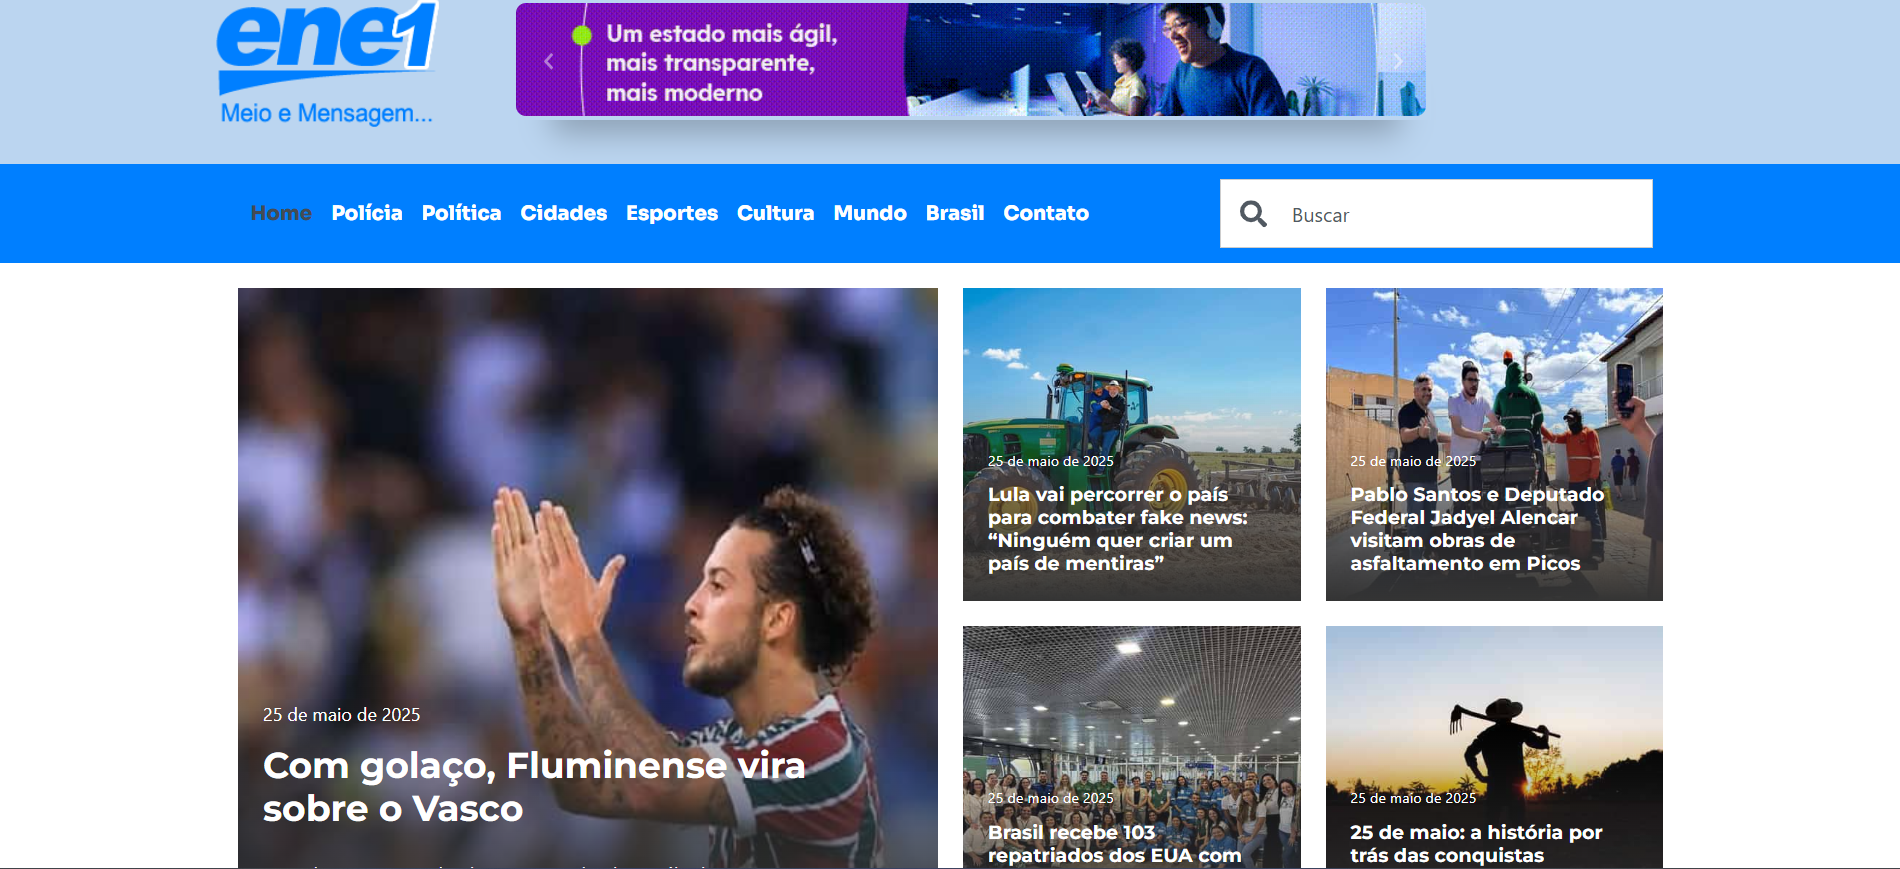 ene1
Meio e Mensagem...
Um estado mais ágil,
mais transparente,
mais moderno
Home Polícia Política Cidades Esportes Cultura Mundo Brasil Contato
Buscar
25 de maio de 2025
Com golaço, Fluminense vira
sobre o Vasco
25 de maio de 2025
Lula vai percorrer o país
para combater fake news:
“Ninguém quer criar um
país de mentiras”
25 de maio de 2025
Pablo Santos e Deputado
Federal Jadyel Alencar
visitam obras de
asfaltamento em Picos
25 de maio de 2025
Brasil recebe 103
repatriados dos EUA com
25 de maio de 2025
25 de maio: a história por
trás das conquistas